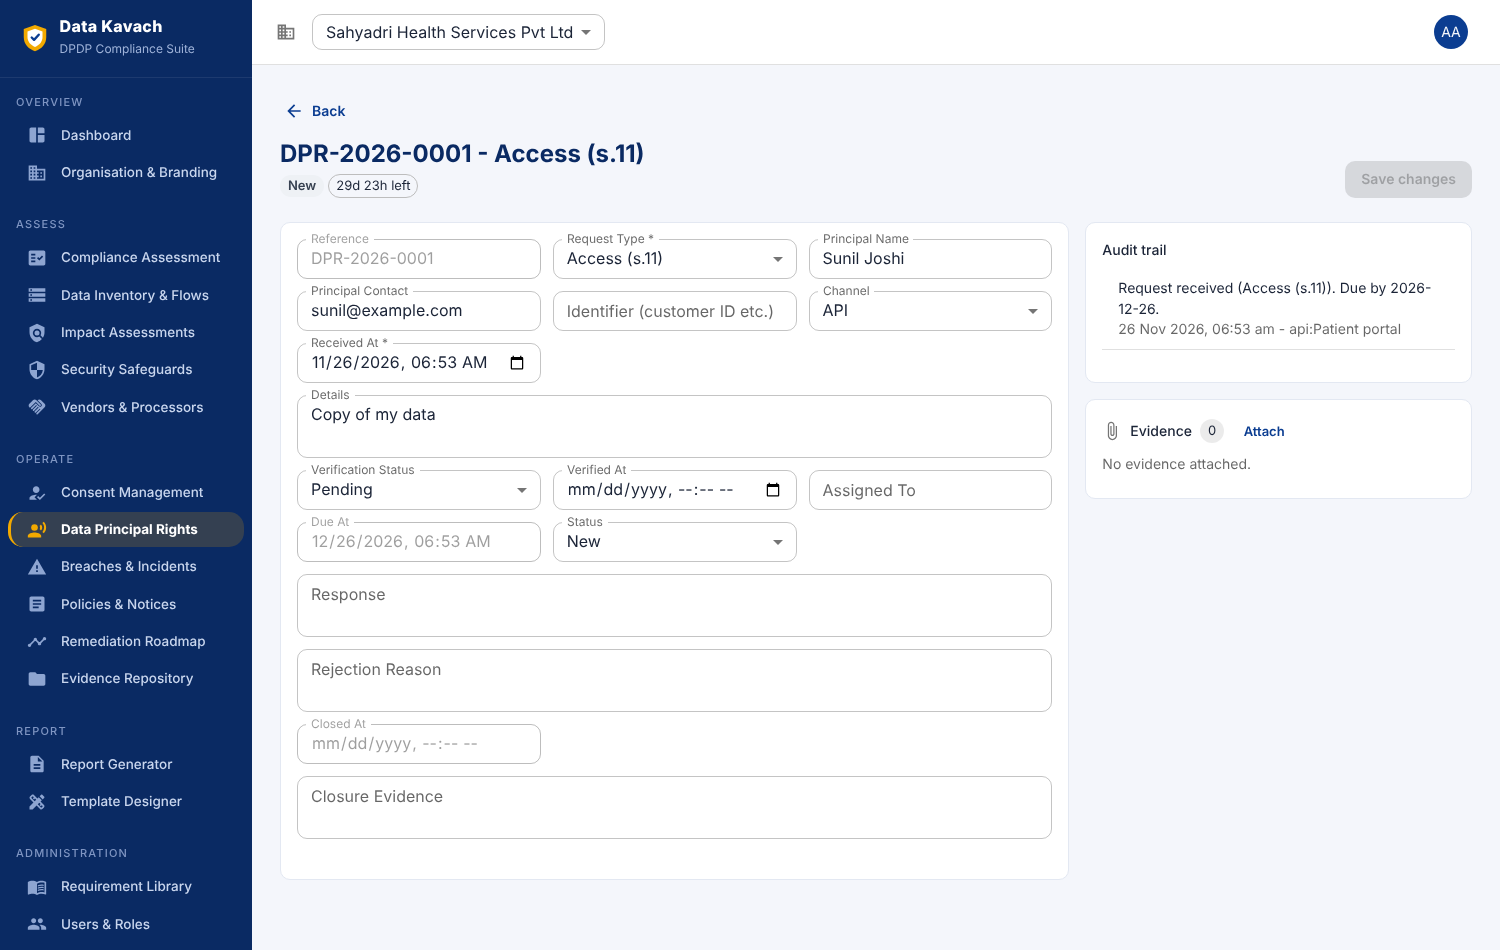 Data Kavach
DPDP Compliance Suite
OVERVIEW
Dashboard
Organisation & Branding
ASSESS
Compliance Assessment
Data Inventory & Flows
Impact Assessments
Security Safeguards
Vendors & Processors
OPERATE
Consent Management
Data Principal Rights
Breaches & Incidents
Policies & Notices
Remediation Roadmap
Evidence Repository
REPORT
Report Generator
Template Designer
ADMINISTRATION
Requirement Library
Users & Roles
Sahyadri Health Services Pvt Ltd
AA
Back
DPR-2026-0001 - Access (s.11)
New
29d 23h left
Save changes
Reference
DPR-2026-0001
Request Type *
Access (s.11)
Principal Name
Sunil Joshi
Principal Contact
sunil@example.com
Identifier (customer ID etc.)
Channel
API
Received At *
11/26/2026, 06:53 AM
Details
Copy of my data
Verification Status
Pending
Verified At
mm/dd/yyyy, --:-- --
Assigned To
Due At
12/26/2026, 06:53 AM
Status
New
Response
Rejection Reason
Closed At
mm/dd/yyyy, --:-- --
Closure Evidence
Audit trail
Request received (Access (s.11)). Due by 2026-
12-26.
26 Nov 2026, 06:53 am - api:Patient portal
Evidence 0 Attach
No evidence attached.